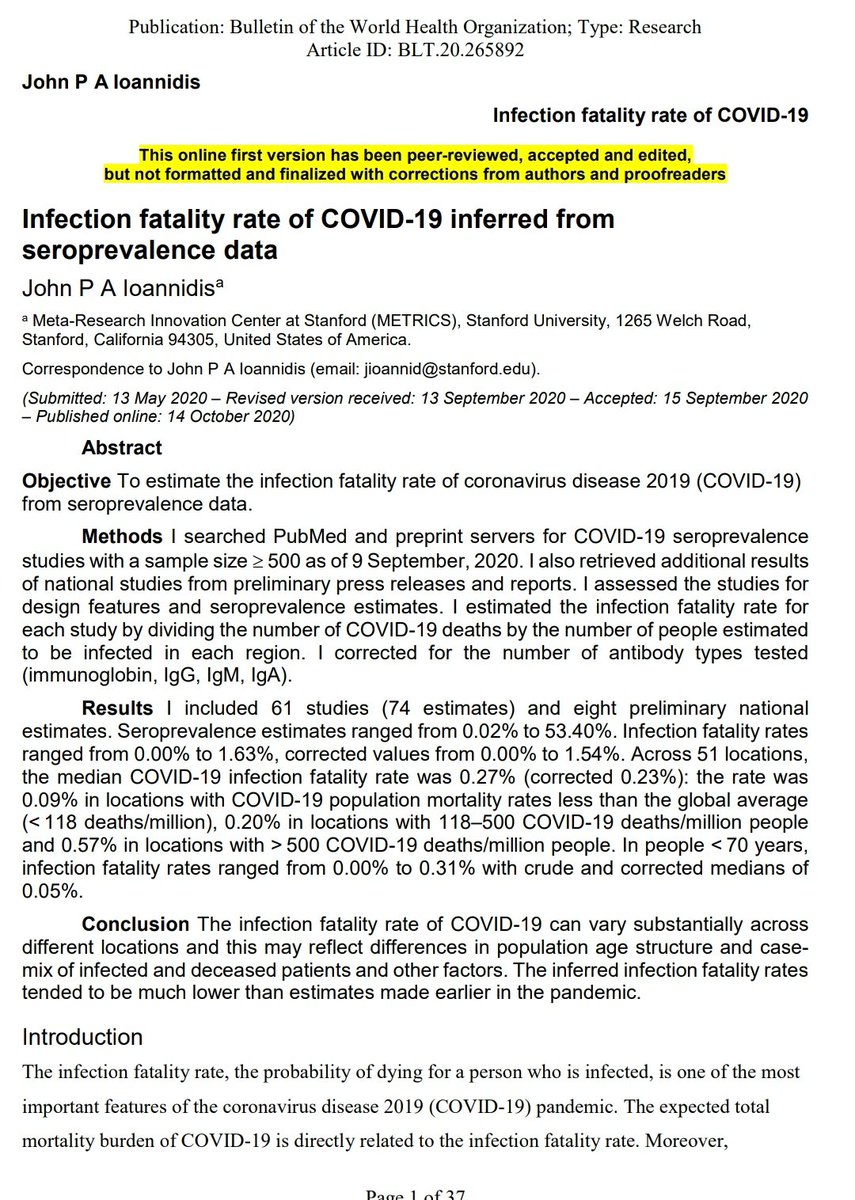 Publication: Bulletin of the World Health Organization; Type: Research
Article ID: BLT.20.265892
John P A Ioannidis
Infection fatality rate of COVID-19
This online first version has been peer-reviewed, accepted and edited,
but not formatted and finalized with corrections from authors and proofreaders
Infection fatality rate of COVID-19 inferred from
seroprevalence data
John P A Ioannidisª
ª Meta-Research Innovation Center at Stanford (METRICS), Stanford University, 1265 Welch Road,
Stanford, California 94305, United States of America.
Correspondence to John P A Ioannidis (email: jioannid@stanford.edu).
(Submitted: 13 May 2020 – Revised version received: 13 September 2020 – Accepted: 15 September 2020
– Published online: 14 October 2020)
Abstract
Objective To estimate the infection fatality rate of coronavirus disease 2019 (COVID-19)
from seroprevalence data.
Methods I searched PubMed and preprint servers for COVID-19 seroprevalence
studies with a sample size ≥ 500 as of 9 September, 2020. I also retrieved additional results
of national studies from preliminary press releases and reports. I assessed the studies for
design features and seroprevalence estimates. I estimated the infection fatality rate for
each study by dividing the number of COVID-19 deaths by the number of people estimated
to be infected in each region. I corrected for the number of antibody types tested
(immunoglobin, IgG, IgM, IgA).
Results I included 61 studies (74 estimates) and eight preliminary national
estimates. Seroprevalence estimates ranged from 0.02% to 53.40%. Infection fatality rates
ranged from 0.00% to 1.63%, corrected values from 0.00% to 1.54%. Across 51 locations,
the median COVID-19 infection fatality rate was 0.27% (corrected 0.23%): the rate was
0.09% in locations with COVID-19 population mortality rates less than the global average
(< 118 deaths/million), 0.20% in locations with 118–500 COVID-19 deaths/million people
and 0.57% in locations with > 500 COVID-19 deaths/million people. In people < 70 years,
infection fatality rates ranged from 0.00% to 0.31% with crude and corrected medians of
0.05%.
Conclusion The infection fatality rate of COVID-19 can vary substantially across
different locations and this may reflect differences in population age structure and case-
mix of infected and deceased patients and other factors. The inferred infection fatality rates
tended to be much lower than estimates made earlier in the pandemic.
Introduction
The infection fatality rate, the probability of dying for a person who is infected, is one of the most
important features of the coronavirus disease 2019 (COVID-19) pandemic. The expected total
mortality burden of COVID-19 is directly related to the infection fatality rate. Moreover,
Page 1 of 37